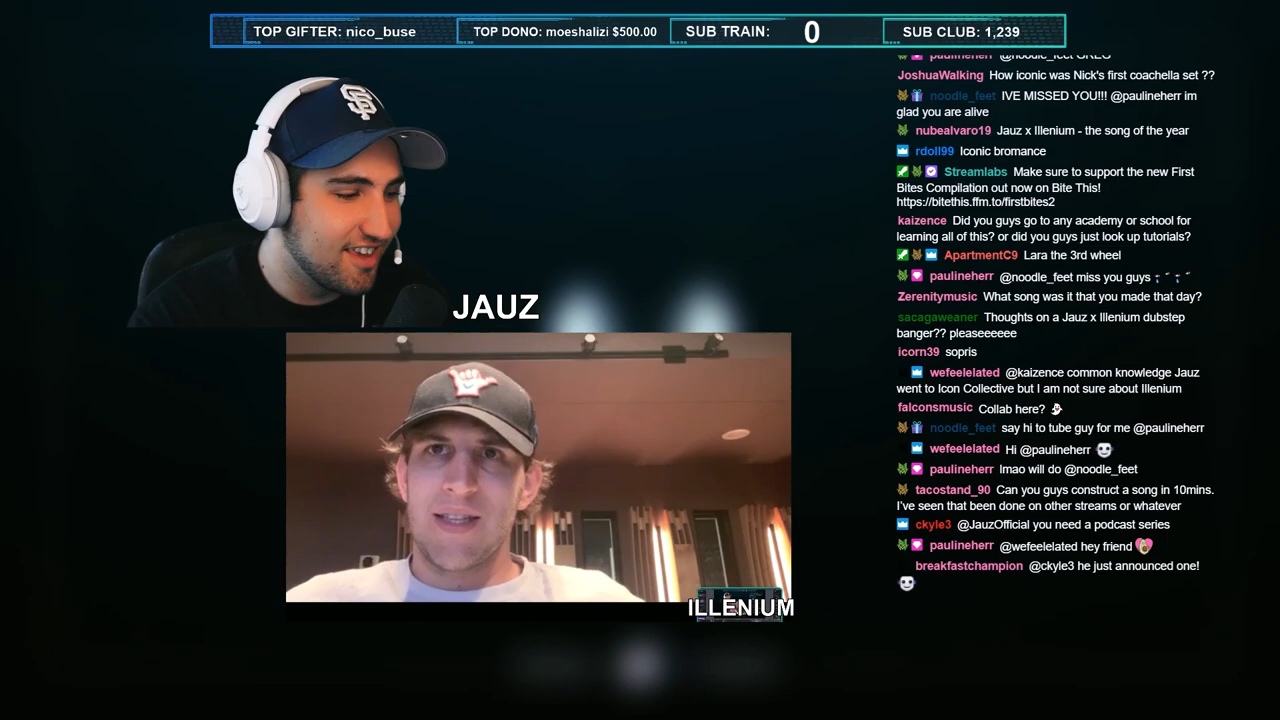 TOP GIFTER: nico_buse
TOP DONO: moeshalizi $500.00
SUB TRAIN: 0
SUB CLUB: 1,239
SF
JAUZ
ILLENIUM
paulineherr @noodle_feet
JoshuaWalking How iconic was Nick's first coachella set ??
noodle_feet IVE MISSED YOU!!! @paulineherr im
glad you are alive
nubealvaro19 Jauz x Illenium - the song of the year
rdoll99 Iconic bromance
Streamlabs Make sure to support the new First
Bites Compilation out now on Bite This!
https://bitethis.ffm.to/firstbites2
kaizence Did you guys go to any academy or school for
learning all of this? or did you guys just look up tutorials?
ApartmentC9 Lara the 3rd wheel
paulineherr @noodle_feet miss you guys
Zerenitymusic What song was it that you made that day?
sacagaweaner Thoughts on a Jauz x Illenium dubstep
banger?? pleaseeeeee
icorn39 sopris
wefeelelated @kaizence common knowledge Jauz
went to Icon Collective but I am not sure about Illenium
falconsmusic Collab here?
noodle_feet say hi to tube guy for me @paulineherr
wefeelelated Hi @paulineherr
paulineherr lmao will do @noodle_feet
tacostand_90 Can you guys construct a song in 10mins.
I've seen that been done on other streams or whatever
ckyle3 @JauzOfficial you need a podcast series
paulineherr @wefeelelated hey friend
breakfastchampion @ckyle3 he just announced one!